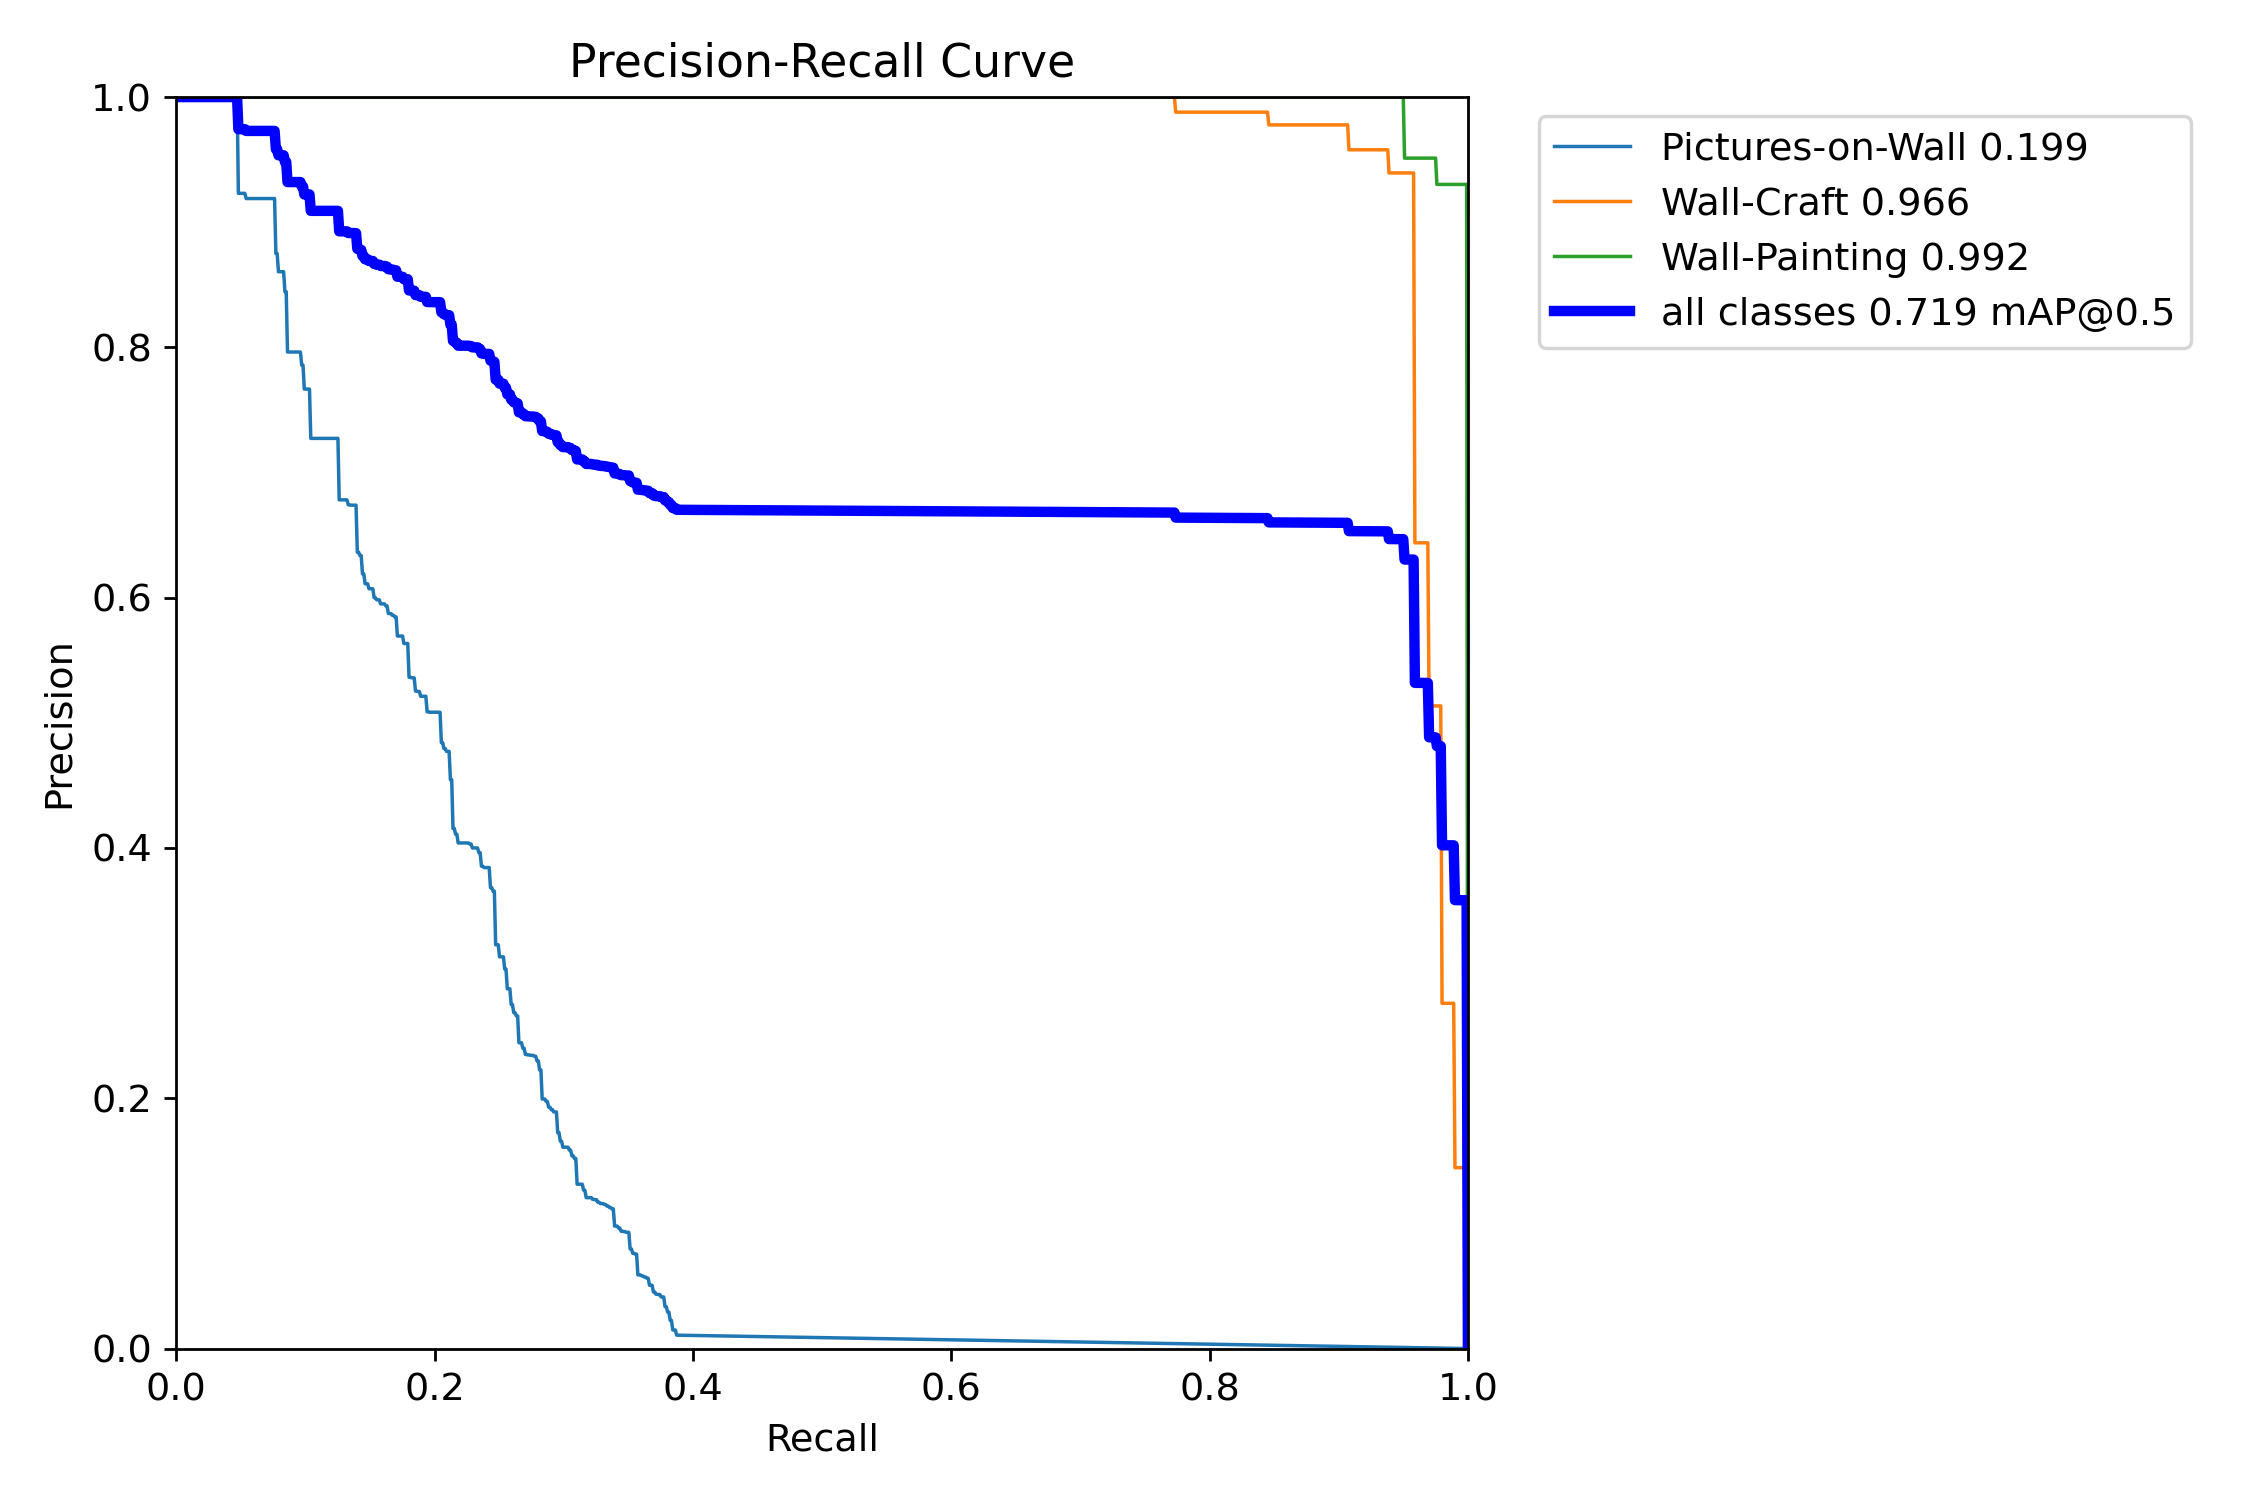 Precision-Recall Curve
1.0
0.8
0.6
0.4
0.2
0.0
Precision
0.0 0.2 0.4 0.6 0.8 1.0
Recall
Pictures-on-Wall 0.199
Wall-Craft 0.966
Wall-Painting 0.992
all classes 0.719 mAP@0.5